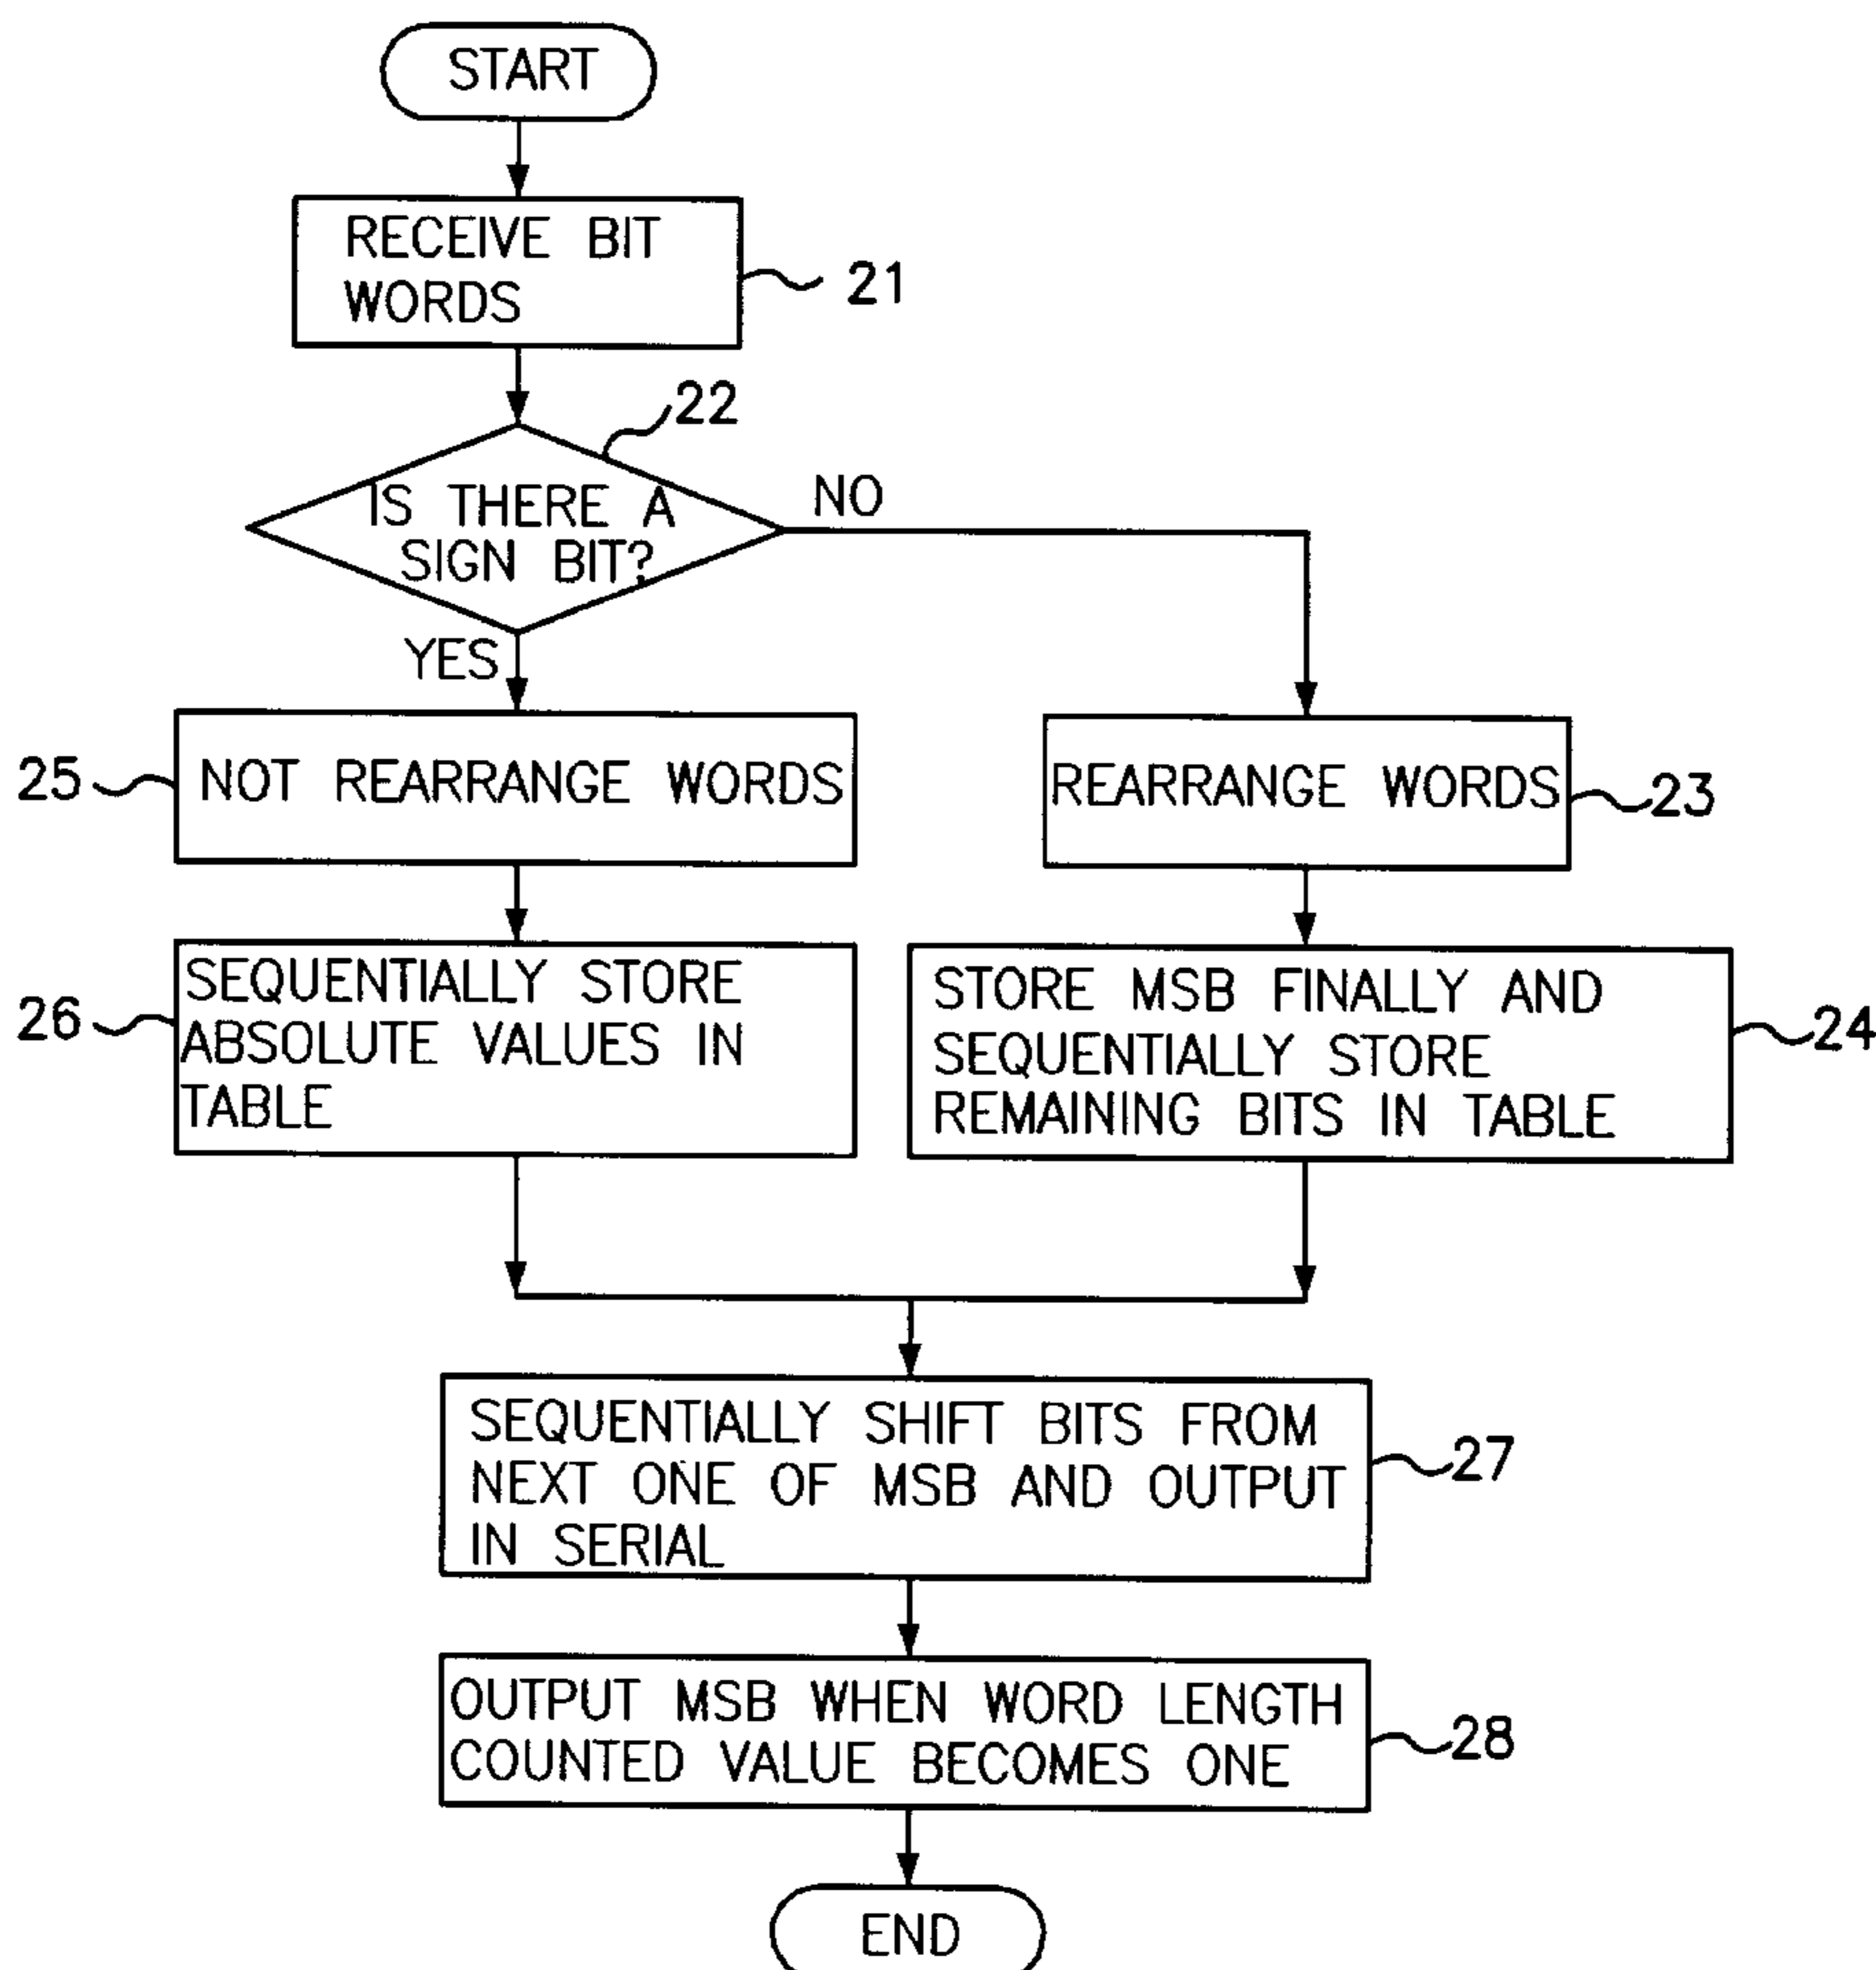 START
RECEIVE BIT
WORDS
21
22
IS THERE A
SIGN BIT?
NO
YES
25
NOT REARRANGE WORDS
REARRANGE WORDS
23
26
SEQUENTIALLY STORE
ABSOLUTE VALUES IN
TABLE
STORE MSB FINALLY AND
SEQUENTIALLY STORE
REMAINING BITS IN TABLE
24
SEQUENTIALLY SHIFT BITS FROM
NEXT ONE OF MSB AND OUTPUT
IN SERIAL
27
OUTPUT MSB WHEN WORD LENGTH
COUNTED VALUE BECOMES ONE
28
END